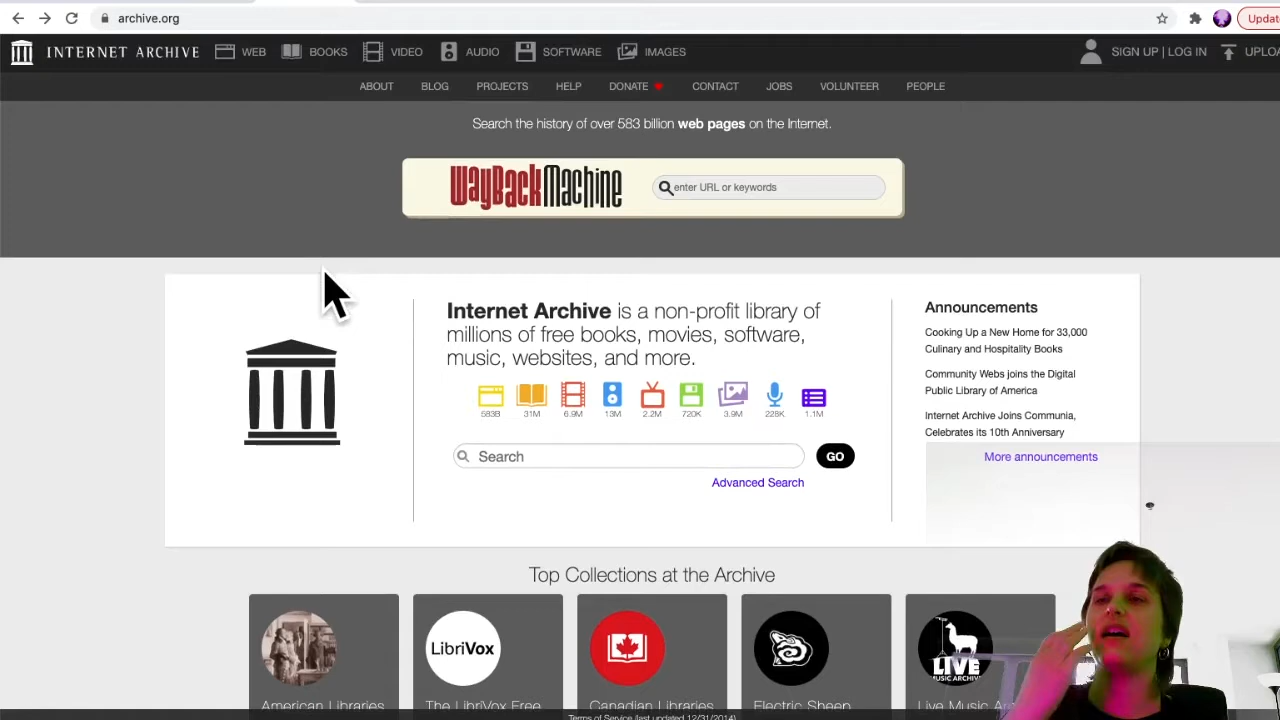 archive.org
Update
INTERNET ARCHIVE WEB BOOKS VIDEO AUDIO SOFTWARE IMAGES SIGN UP | LOG IN UPLOA
ABOUT BLOG PROJECTS HELP DONATE CONTACT JOBS VOLUNTEER PEOPLE
Search the history of over 583 billion web pages on the Internet.
WayBackMachine
enter URL or keywords
Internet Archive is a non-profit library of
millions of free books, movies, software,
music, websites, and more.
583B 31M 6.9M 13M 2.2M 720K 3.9M 228K 1.1M
Search GO
Advanced Search
Announcements
Cooking Up a New Home for 33,000
Culinary and Hospitality Books
Community Webs joins the Digital
Public Library of America
Internet Archive Joins Communia,
Celebrates its 10th Anniversary
More announcements
Top Collections at the Archive
LibriVox
LIVE
MUSIC ARCHIVE
American Libraries
The LibriVox Free
Canadian Libraries
Electric Sheep
Live Music Ar
Terms of Service (last updated 12/31/2014)